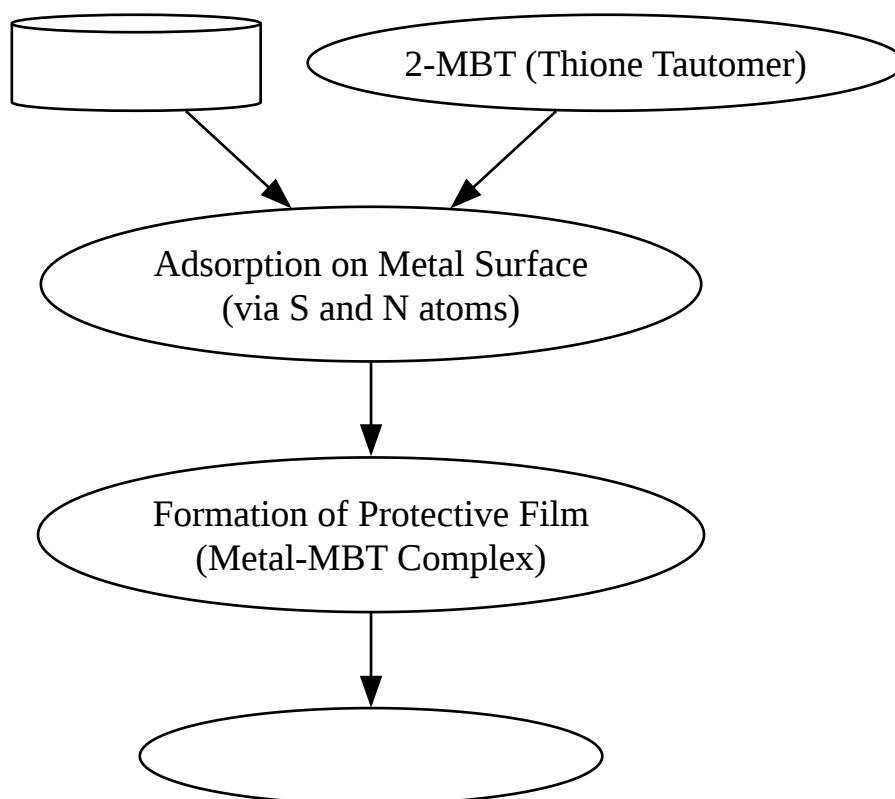 2-MBT (Thione Tautomer)
Adsorption on Metal Surface
(via S and N atoms)
Formation of Protective Film
(Metal-MBT Complex)